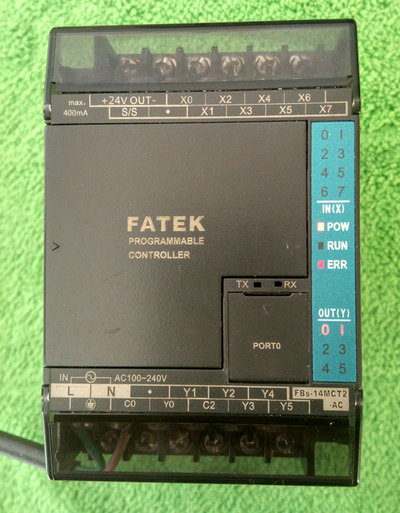 max. 400mA
+24V OUT- X0 X2 X4 X6
S/S • X1 X3 X5 X7
0 1
2 3
4 5
6 7
IN(X)
POW
RUN
ERR
FATEK
PROGRAMMABLE
CONTROLLER
TX RX
PORT0
OUT(Y)
0 1
2 3
4 5
IN AC100~240V
L N • Y1 Y2 Y4 FBs-14MCT2
C0 Y0 C2 Y3 Y5 -AC